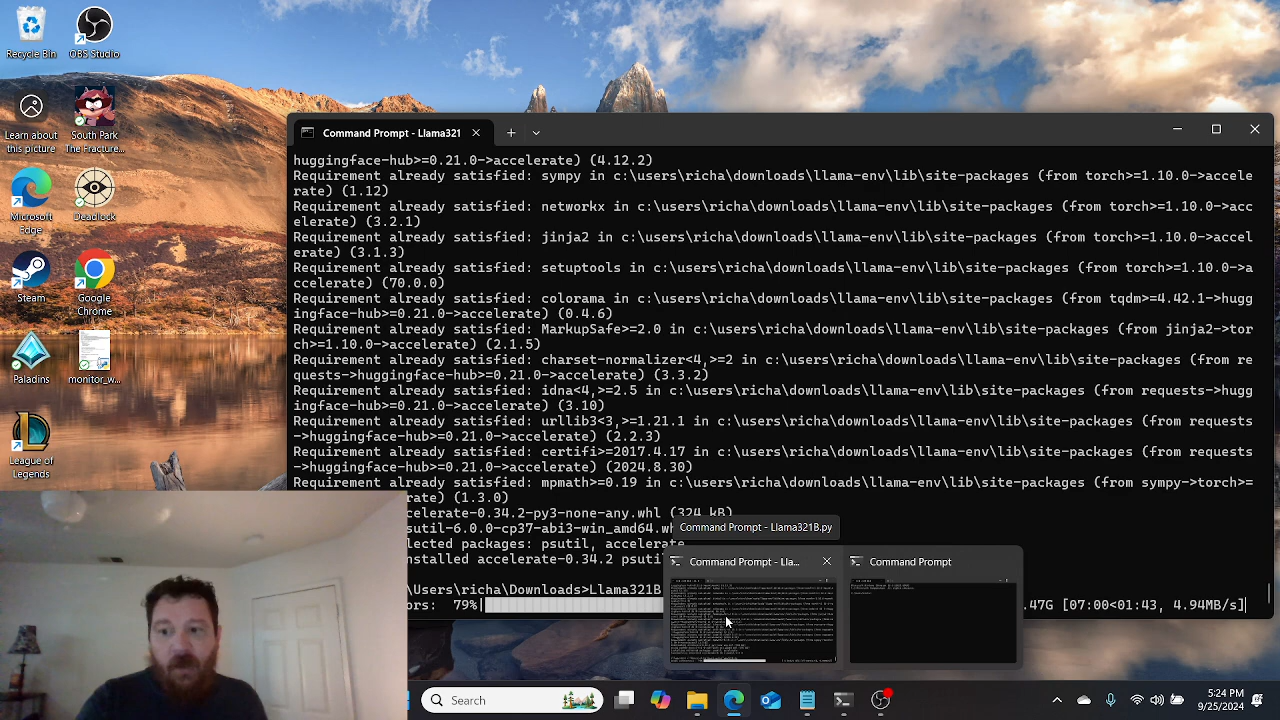 Recycle Bin
OBS Studio
Learn about
this picture
South Park
The Fracture...
Microsoft
Edge
Deadlock
Steam
Google
Chrome
Paladins
monitor_w...
League of
Legends
Command Prompt - Llama321
huggingface-hub>=0.21.0->accelerate) (4.12.2)
Requirement already satisfied: sympy in c:\users\richa\downloads\llama-env\lib\site-packages (from torch>=1.10.0->accele
rate) (1.12)
Requirement already satisfied: networkx in c:\users\richa\downloads\llama-env\lib\site-packages (from torch>=1.10.0->acc
elerate) (3.2.1)
Requirement already satisfied: jinja2 in c:\users\richa\downloads\llama-env\lib\site-packages (from torch>=1.10.0->accel
erate) (3.1.3)
Requirement already satisfied: setuptools in c:\users\richa\downloads\llama-env\lib\site-packages (from torch>=1.10.0->a
ccelerate) (70.0.0)
Requirement already satisfied: colorama in c:\users\richa\downloads\llama-env\lib\site-packages (from tqdm>=4.42.1->hugg
ingface-hub>=0.21.0->accelerate) (0.4.6)
Requirement already satisfied: MarkupSafe>=2.0 in c:\users\richa\downloads\llama-env\lib\site-packages (from jinja2->tor
ch>=1.10.0->accelerate) (2.1.5)
Requirement already satisfied: charset-normalizer<4,>=2 in c:\users\richa\downloads\llama-env\lib\site-packages (from re
quests->huggingface-hub>=0.21.0->accelerate) (3.3.2)
Requirement already satisfied: idna<4,>=2.5 in c:\users\richa\downloads\llama-env\lib\site-packages (from requests->hugg
ingface-hub>=0.21.0->accelerate) (3.10)
Requirement already satisfied: urllib3<3,>=1.21.1 in c:\users\richa\downloads\llama-env\lib\site-packages (from requests
->huggingface-hub>=0.21.0->accelerate) (2.2.3)
Requirement already satisfied: certifi>=2017.4.17 in c:\users\richa\downloads\llama-env\lib\site-packages (from requests
->huggingface-hub>=0.21.0->accelerate) (2024.8.30)
Requirement already satisfied: mpmath>=0.19 in c:\users\richa\downloads\llama-env\lib\site-packages (from sympy->torch>=
erate) (1.3.0)
celerate-0.34.2-py3-none-any.whl (324 kB)
sutil-6.0.0-cp37-abi3-win_amd64.wh
lected packages: psutil, accelerate
nstalled accelerate-0.34.2 psutil
\Users\richa\Downloads>Llama321B
ers: 79%|
.47G [07:00<01:43, 4.97MB/s]
Command Prompt - Llama321B.py
Command Prompt - Lla...
Command Prompt
Search
5:24 PM
9/25/2024